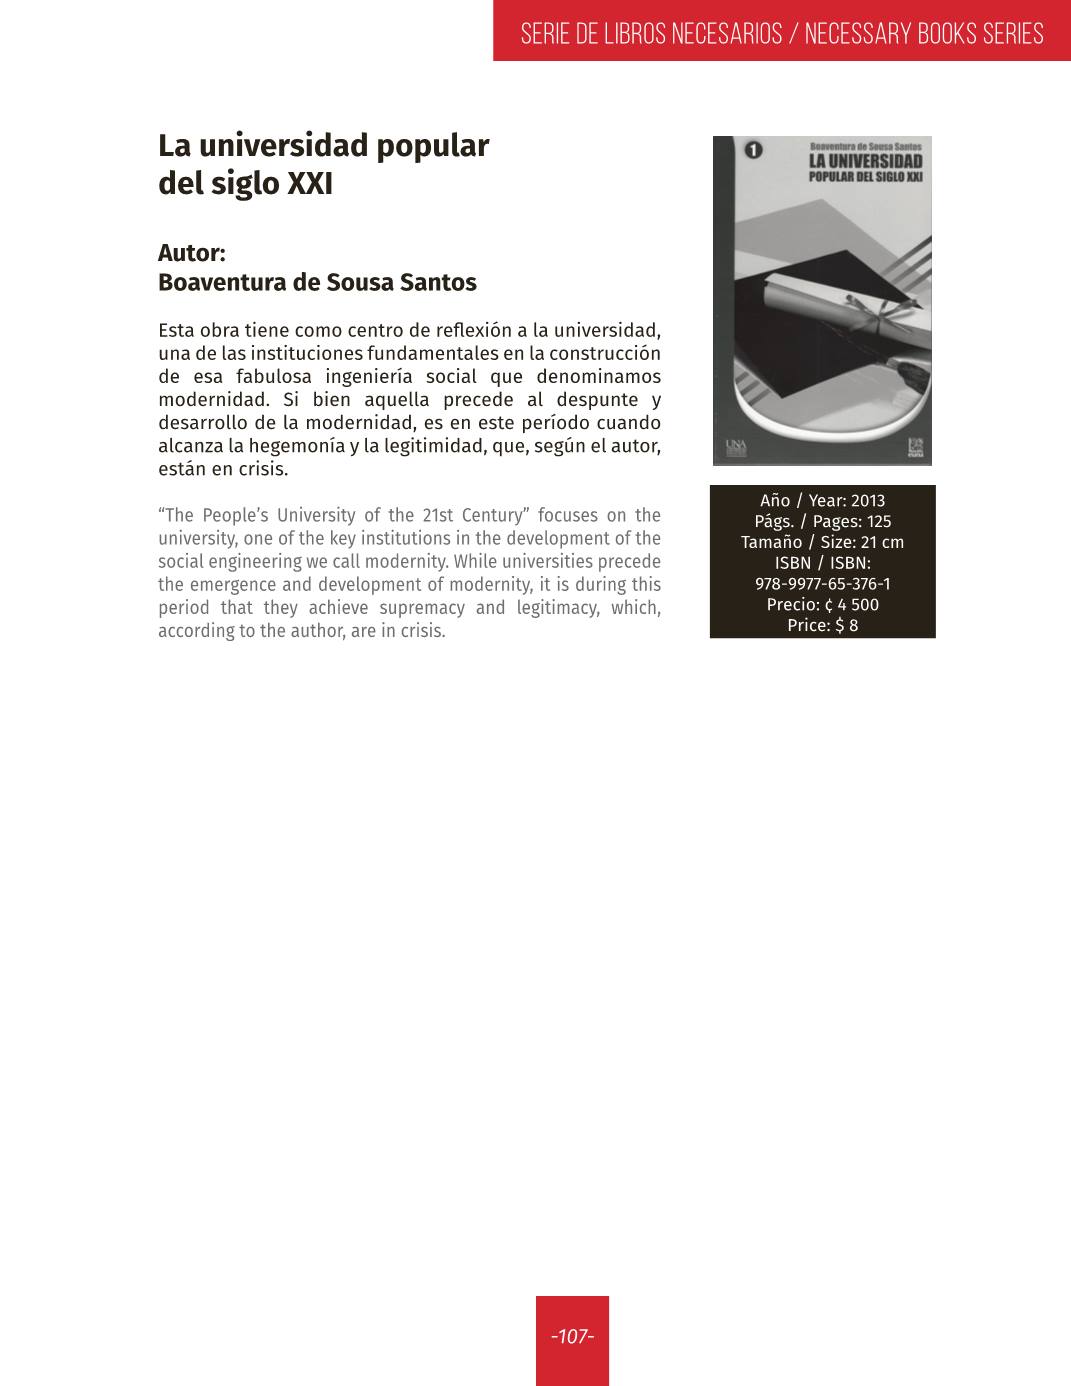 SERIE DE LIBROS NECESARIOS / NECESSARY BOOKS SERIES
La universidad popular
del siglo XXI
Autor:
Boaventura de Sousa Santos
Esta obra tiene como centro de reflexión a la universidad,
una de las instituciones fundamentales en la construcción
de esa fabulosa ingeniería social que denominamos
modernidad. Si bien aquella precede al despunte y
desarrollo de la modernidad, es en este período cuando
alcanza la hegemonía y la legitimidad, que, según el autor,
están en crisis.
“The People’s University of the 21st Century” focuses on the
university, one of the key institutions in the development of the
social engineering we call modernity. While universities precede
the emergence and development of modernity, it is during this
period that they achieve supremacy and legitimacy, which,
according to the author, are in crisis.
1
Boaventura de Sousa Santos
LA UNIVERSIDAD
POPULAR DEL SIGLO XXI
UNA
Año / Year: 2013
Págs. / Pages: 125
Tamaño / Size: 21 cm
ISBN / ISBN:
978-9977-65-376-1
Precio: ¢ 4 500
Price: $ 8
-107-